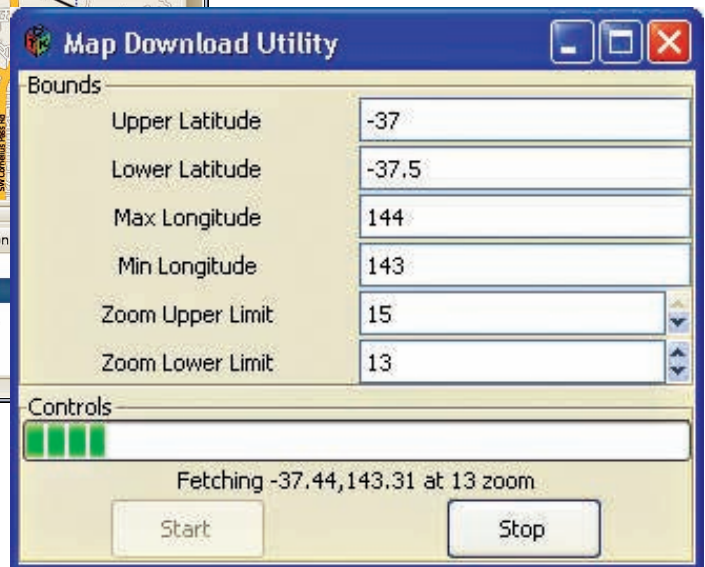 Map Download Utility
Bounds
Upper Latitude -37
Lower Latitude -37.5
Max Longitude 144
Min Longitude 143
Zoom Upper Limit 15
Zoom Lower Limit 13
Controls
Fetching -37.44,143.31 at 13 zoom
Start Stop